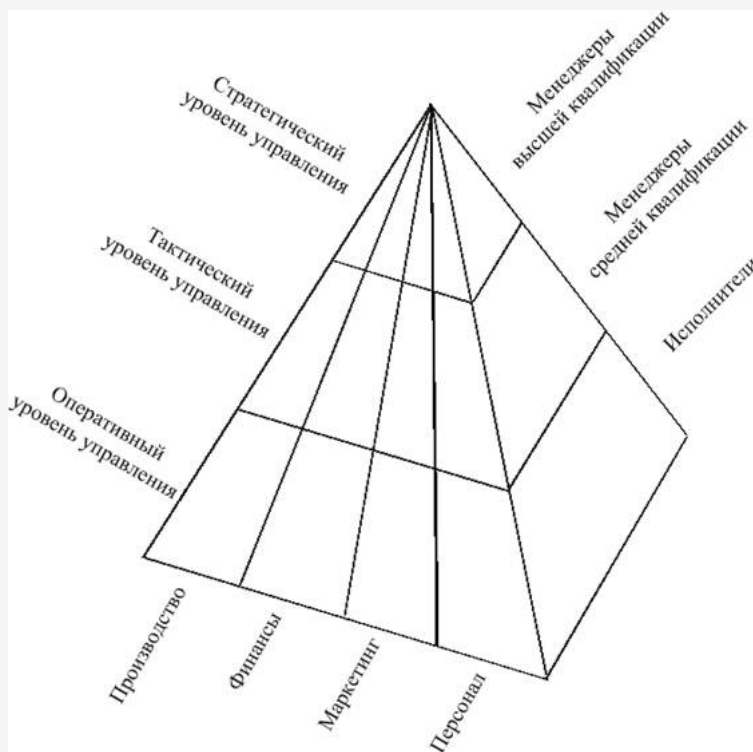 Стратегический
уровень управления
Тактический
уровень управления
Оперативный
уровень управления
Менеджеры
высшей квалификации
Менеджеры
средней квалификации
Исполнители
Производство
Финансы
Маркетинг
Персонал